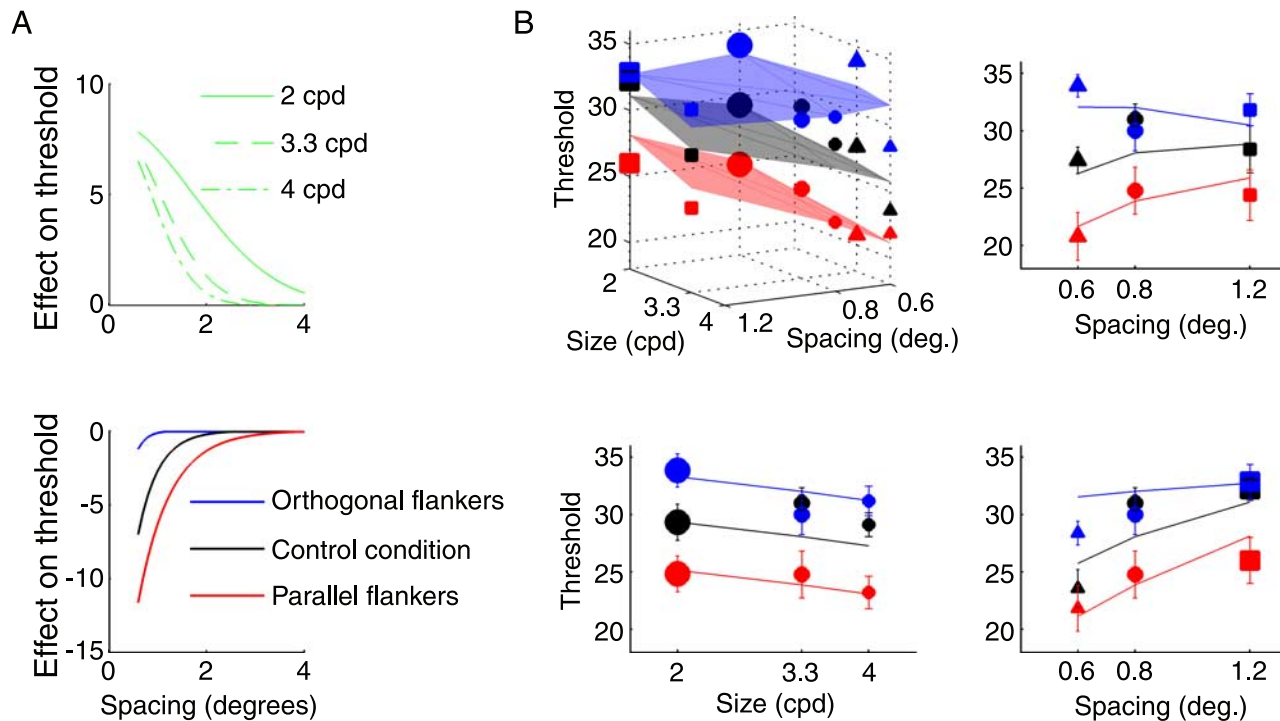 A
Effect on threshold
10
5
0
0
2
4
2 cpd
3.3 cpd
4 cpd
B
Threshold
35
30
25
20
2
3.3
4
Size (cpd)
1.2
0.8
0.6
Spacing (deg.)
35
30
25
20
0.6
0.8
1.2
Spacing (deg.)
Effect on threshold
0
-5
-10
-15
0
2
4
Spacing (degrees)
Orthogonal flankers
Control condition
Parallel flankers
Threshold
35
30
25
20
2
3.3
4
Size (cpd)
35
30
25
20
0.6
0.8
1.2
Spacing (deg.)